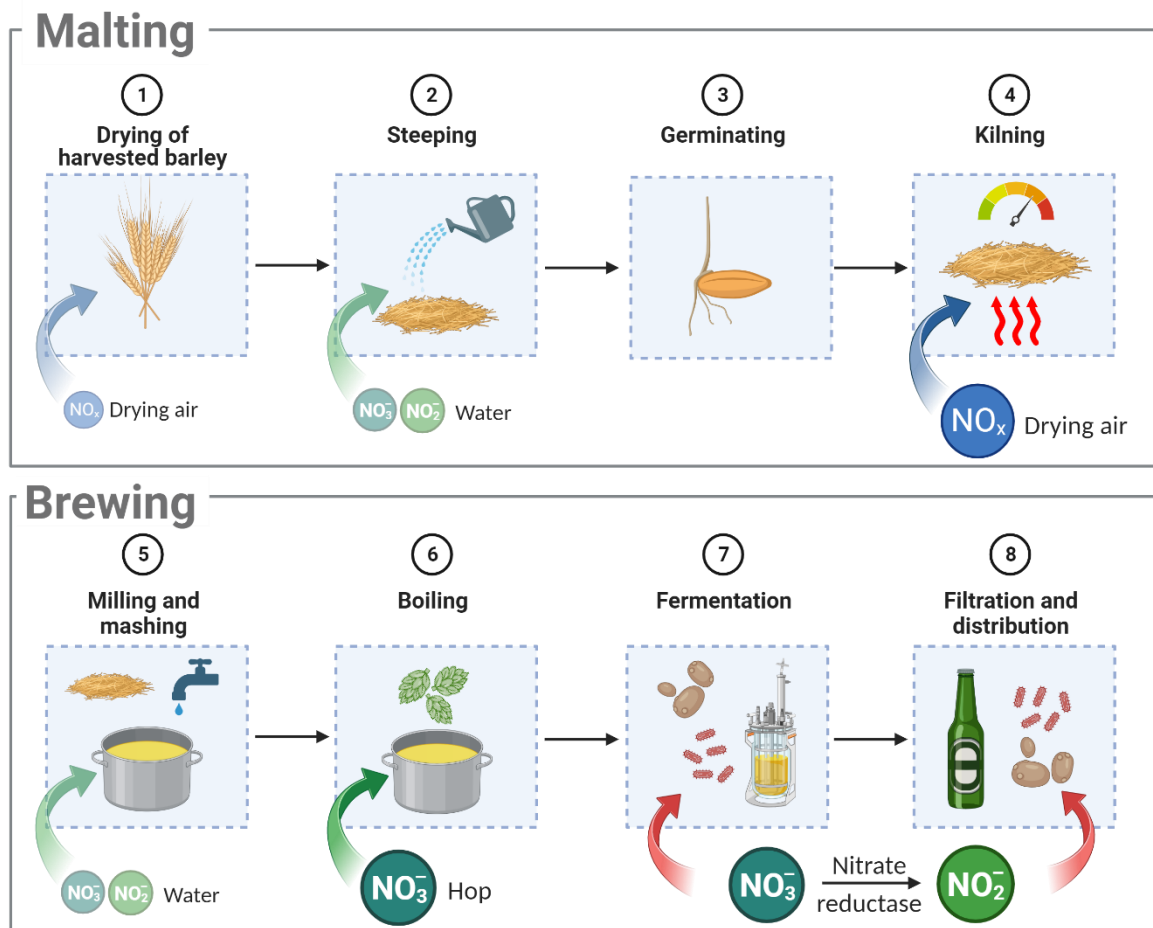 Malting
1
Drying of
harvested barley
2
Steeping
3
Germinating
4
Kilning
NOₓ Drying air
NO₃⁻ NO₂⁻ Water
NOₓ Drying air
Brewing
5
Milling and
mashing
6
Boiling
7
Fermentation
8
Filtration and
distribution
NO₃⁻ NO₂⁻ Water
NO₃⁻ Hop
NO₃⁻
Nitrate
reductase
NO₂⁻